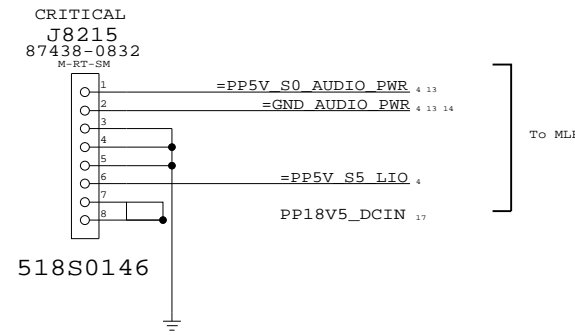 CRITICAL
J8215
87438-0832
M-RT-SM
1 =PP5V_S0_AUDIO_PWR 4 13
2 =GND_AUDIO_PWR 4 13 14
3
4
5
6 =PP5V_S5_LIO 4
7
8 PP18V5_DCIN 17
To MLB
518S0146